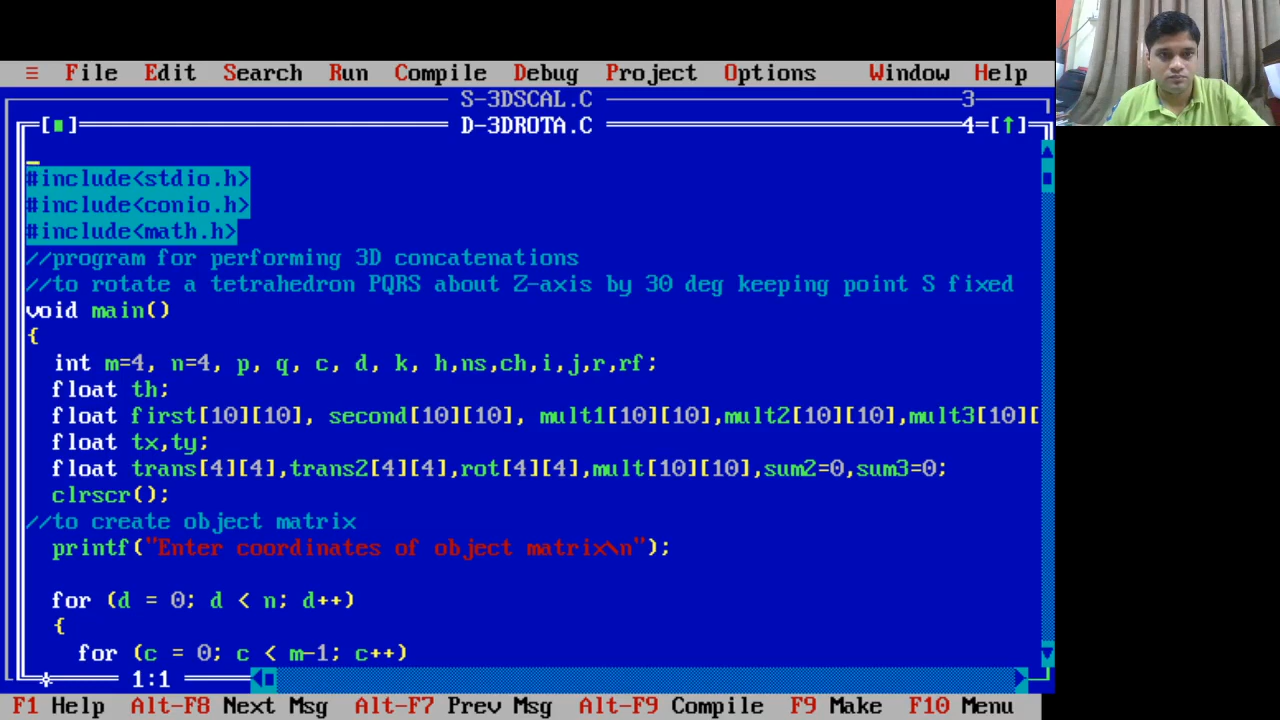 ≡ File Edit Search Run Compile Debug Project Options Window Help
S-3DSCAL.C 3
[■] D-3DROTA.C 4=[↑]
#include<stdio.h>
#include<conio.h>
#include<math.h>
//program for performing 3D concatenations
//to rotate a tetrahedron PQRS about Z-axis by 30 deg keeping point S fixed
void main()
{
int m=4, n=4, p, q, c, d, k, h,ns,ch,i,j,r,rf;
float th;
float first[10][10], second[10][10], mult1[10][10],mult2[10][10],mult3[10][
float tx,ty;
float trans[4][4],trans2[4][4],rot[4][4],mult[10][10],sum2=0,sum3=0;
clrscr();
//to create object matrix
printf("Enter coordinates of object matrix\n");
for (d = 0; d < n; d++)
{
for (c = 0; c < m-1; c++)
1:1
F1 Help Alt-F8 Next Msg Alt-F7 Prev Msg Alt-F9 Compile F9 Make F10 Menu